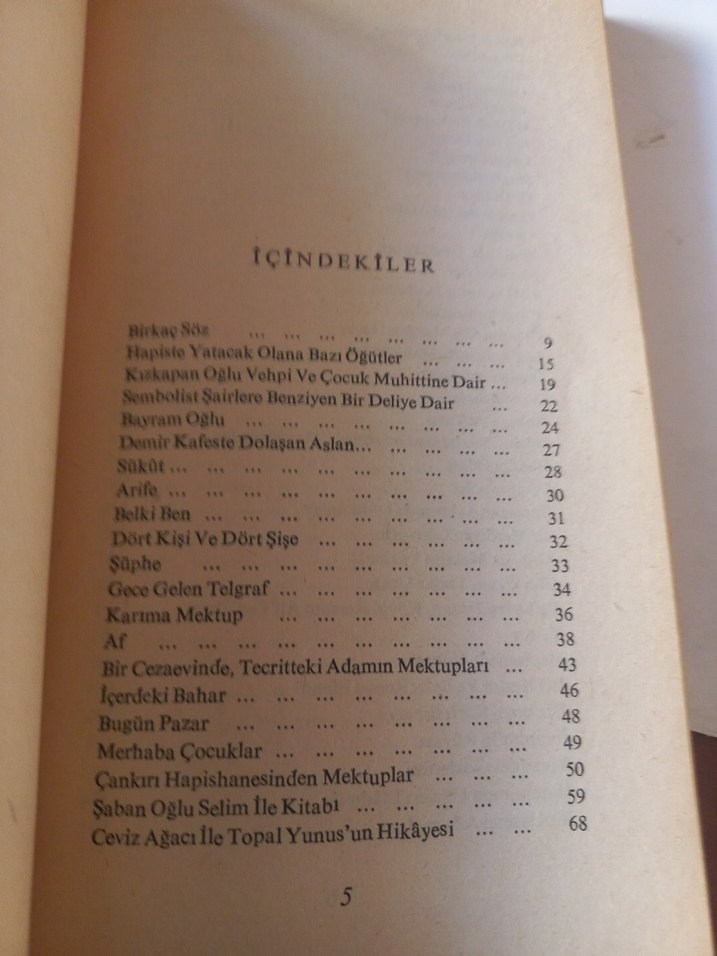 İÇİNDEKİLER
Birkaç Söz ... ... ... ... ... ... ... ... 9
Hapiste Yatacak Olana Bazı Öğütler ... ... ... 15
Kızkapan Oğlu Vehpi Ve Çocuk Muhittine Dair ... 19
Sembolist Şairlere Benziyen Bir Deliye Dair ... 22
Bayram Oğlu ... ... ... ... ... ... ... ... 24
Demir Kafeste Dolaşan Aslan... ... ... ... ... 27
Sükût ... ... ... ... ... ... ... ... ... ... 28
Arife ... ... ... ... ... ... ... ... ... ... 30
Belki Ben ... ... ... ... ... ... ... ... ... 31
Dört Kişi Ve Dört Şişe ... ... ... ... ... ... 32
Şüphe ... ... ... ... ... ... ... ... ... 33
Gece Gelen Telgraf ... ... ... ... ... ... ... 34
Karıma Mektup ... ... ... ... ... ... ... 36
Af ... ... ... ... ... ... ... ... ... ... 38
Bir Cezaevinde, Tecritteki Adamın Mektupları ... 43
İçerdeki Bahar ... ... ... ... ... ... ... ... 46
Bugün Pazar ... ... ... ... ... ... ... ... 48
Merhaba Çocuklar ... ... ... ... ... ... ... 49
Çankırı Hapishanesinden Mektuplar ... ... ... 50
Şaban Oğlu Selim İle Kitabı ... ... ... ... ... 59
Ceviz Ağacı İle Topal Yunus'un Hikâyesi ... ... 68
5